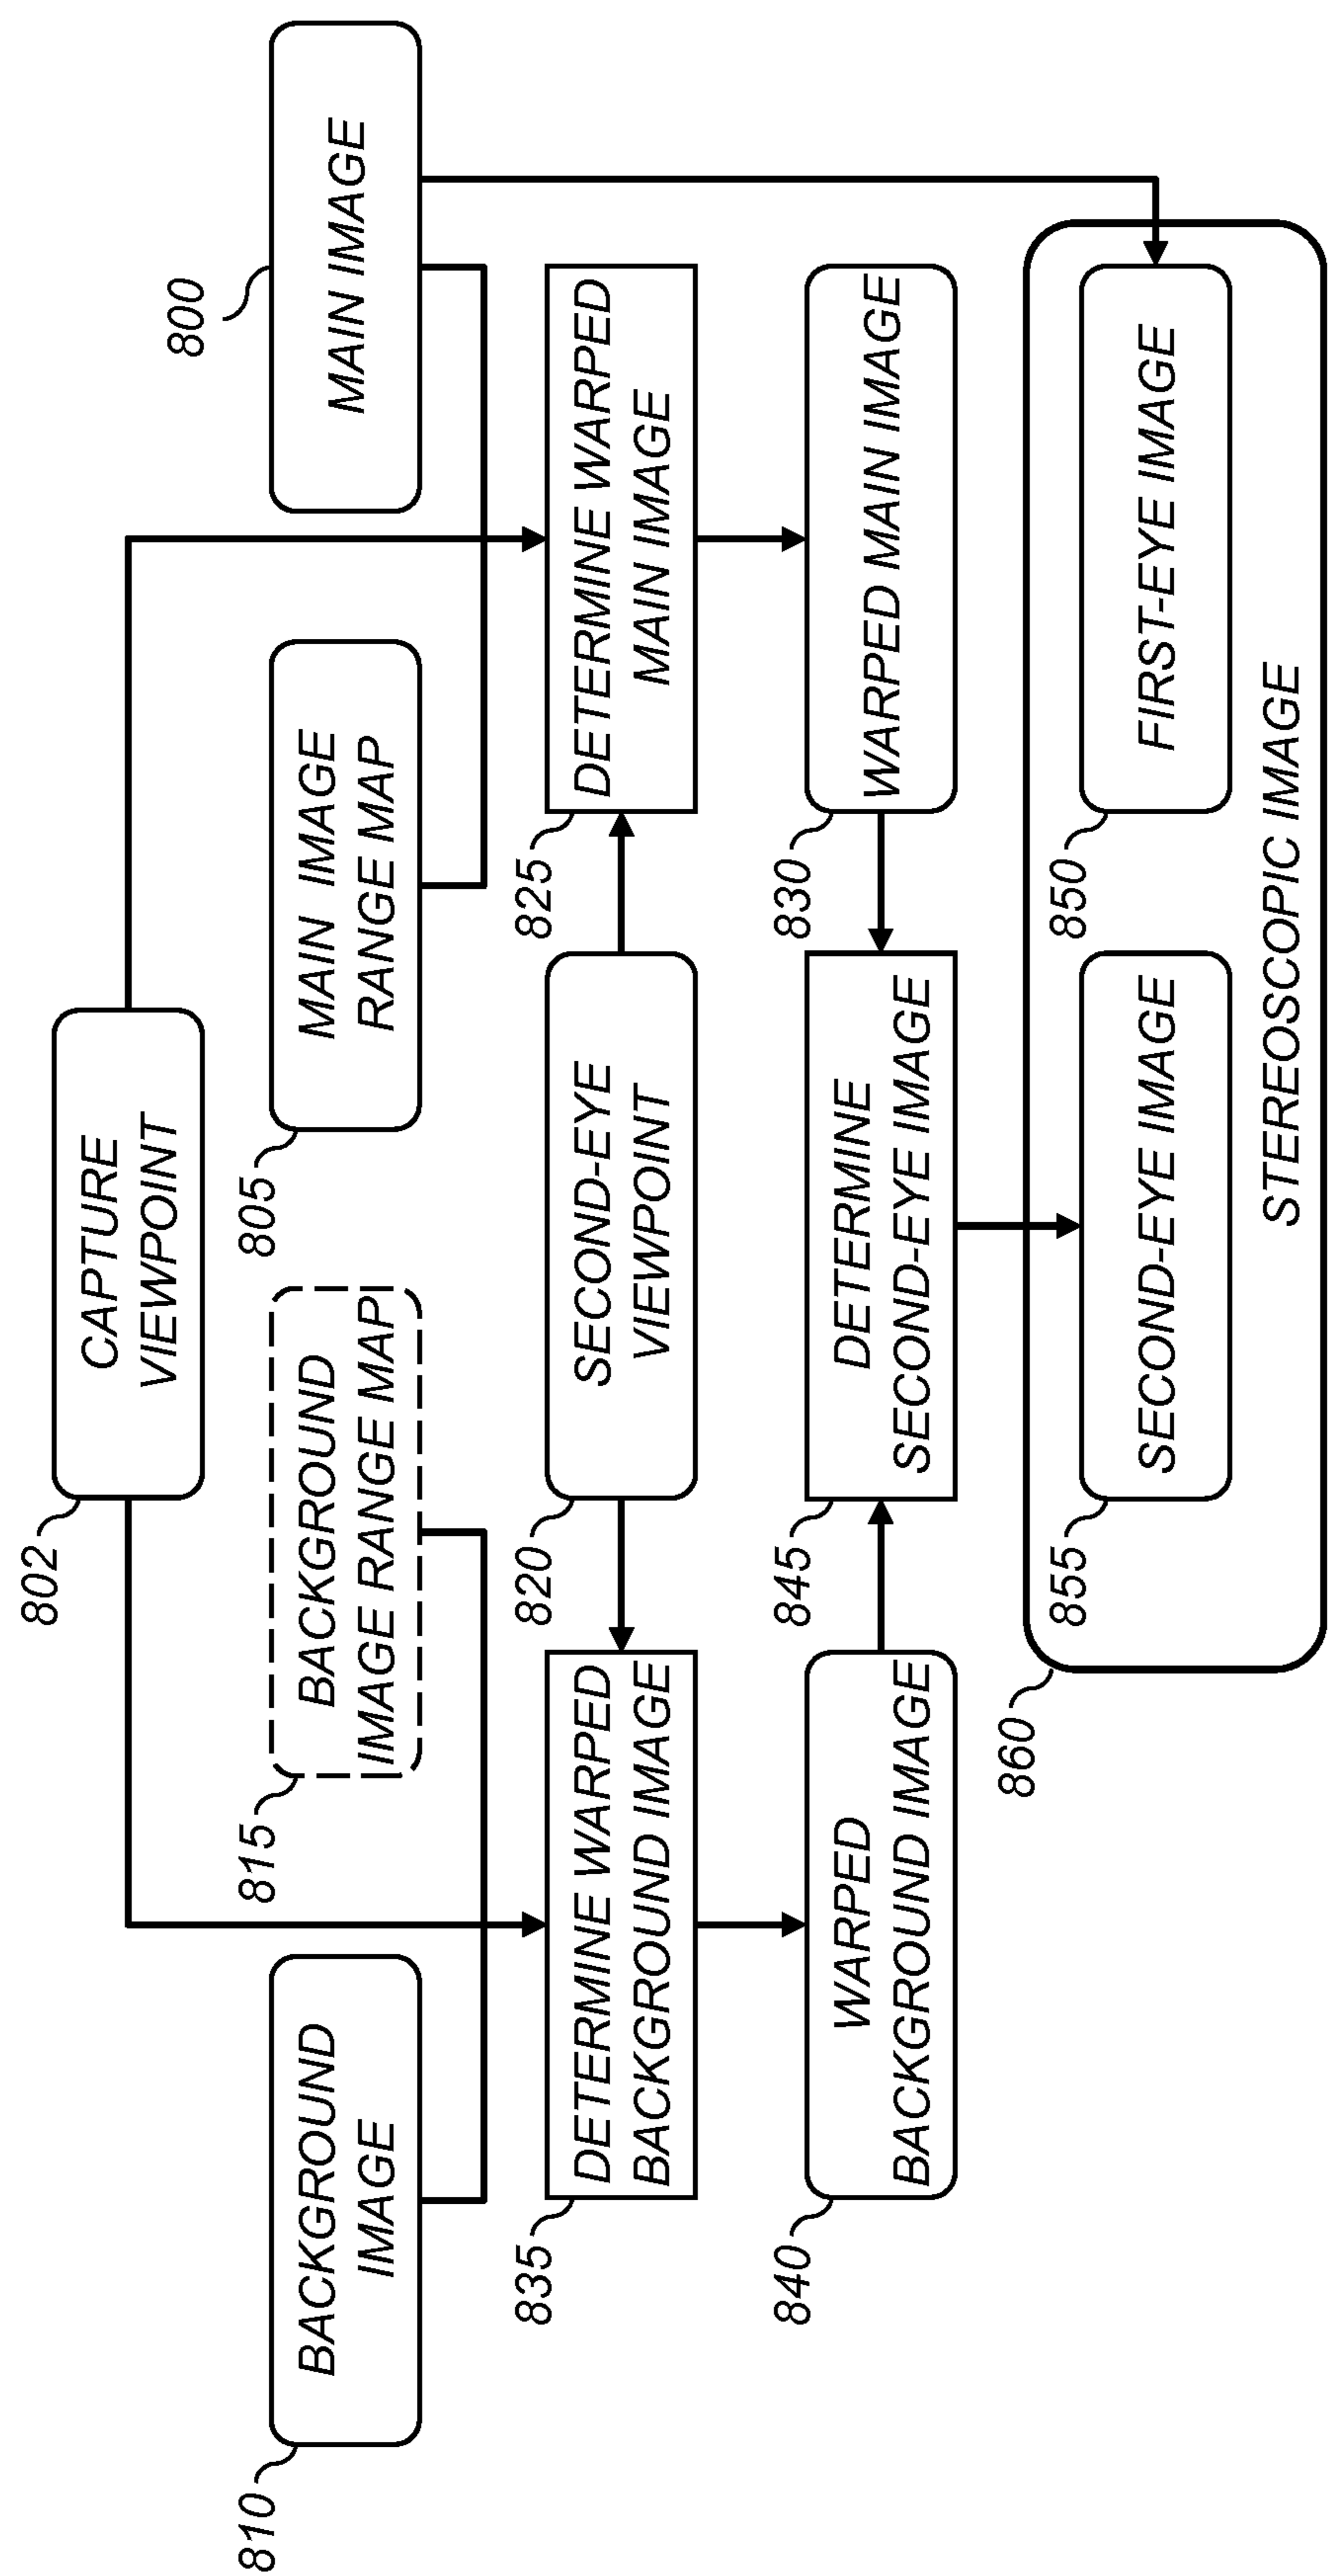 802
CAPTURE
VIEWPOINT
810
BACKGROUND
IMAGE
815
BACKGROUND
IMAGE RANGE MAP
805
MAIN IMAGE
RANGE MAP
800
MAIN IMAGE
835
DETERMINE WARPED
BACKGROUND IMAGE
820
SECOND-EYE
VIEWPOINT
825
DETERMINE WARPED
MAIN IMAGE
840
WARPED
BACKGROUND IMAGE
845
DETERMINE
SECOND-EYE IMAGE
830
WARPED MAIN IMAGE
860
855
SECOND-EYE IMAGE
850
FIRST-EYE IMAGE
STEREOSCOPIC IMAGE